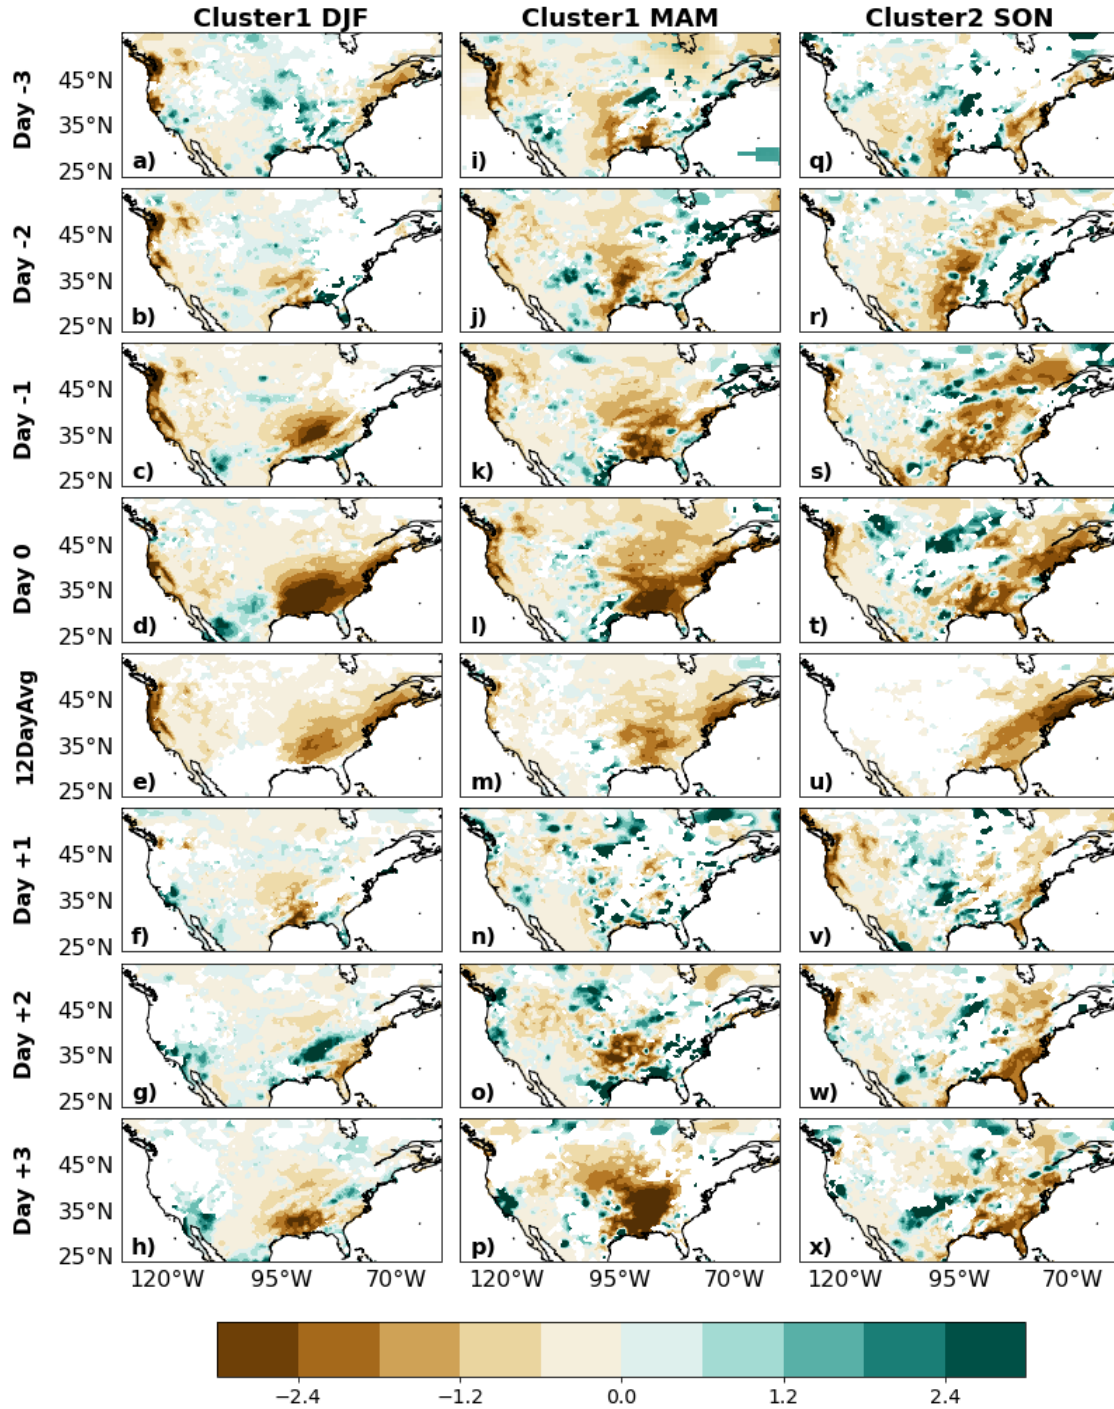 Cluster1 DJF Cluster1 MAM Cluster2 SON
Day -3
45°N
35°N
25°N
a) i) q)
Day -2
45°N
35°N
25°N
b) j) r)
Day -1
45°N
35°N
25°N
c) k) s)
Day 0
45°N
35°N
25°N
d) l) t)
12DayAvg
45°N
35°N
25°N
e) m) u)
Day +1
45°N
35°N
25°N
f) n) v)
Day +2
45°N
35°N
25°N
g) o) w)
Day +3
45°N
35°N
25°N
h) p) x)
120°W 95°W 70°W 120°W 95°W 70°W 120°W 95°W 70°W
−2.4 −1.2 0.0 1.2 2.4